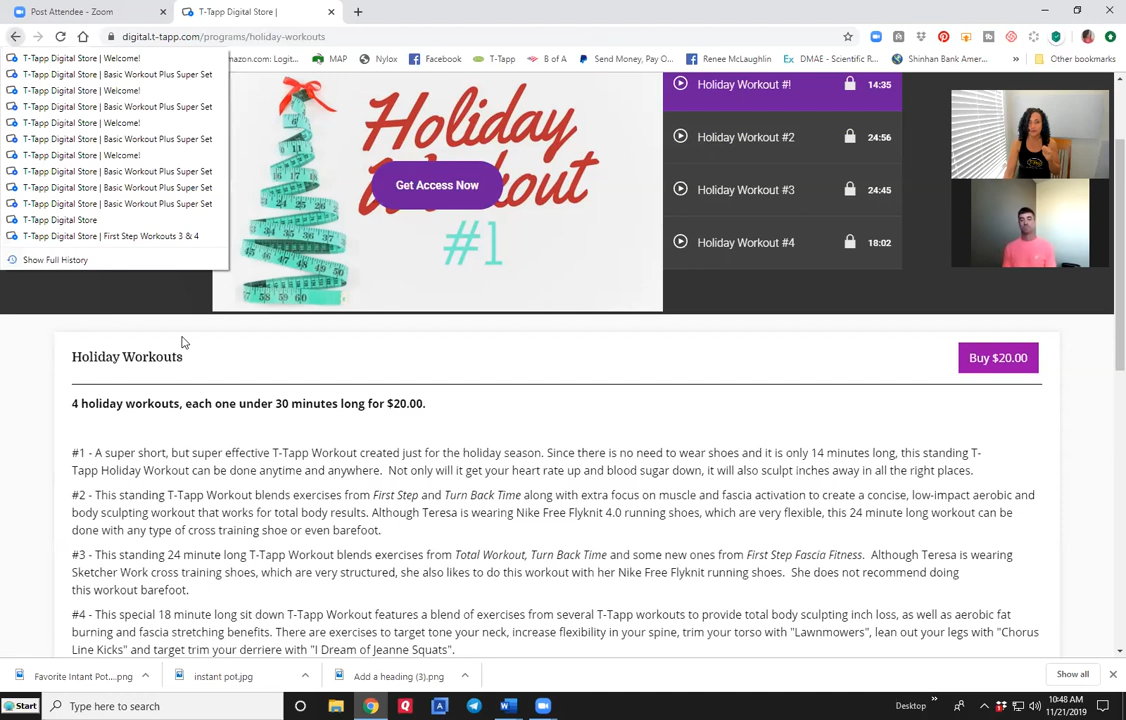 Post Attendee - Zoom
T-Tapp Digital Store |
digital.t-tapp.com/programs/holiday-workouts
mazon.com: Logit...
MAP
Nylox
Facebook
T-Tapp
B of A
Send Money, Pay O...
Renee McLaughlin
DMAE - Scientific R...
Shinhan Bank Amer...
»
Other bookmarks
T-Tapp Digital Store | Welcome!
T-Tapp Digital Store | Basic Workout Plus Super Set
T-Tapp Digital Store | Welcome!
T-Tapp Digital Store | Basic Workout Plus Super Set
T-Tapp Digital Store | Welcome!
T-Tapp Digital Store | Basic Workout Plus Super Set
T-Tapp Digital Store | Welcome!
T-Tapp Digital Store | Basic Workout Plus Super Set
T-Tapp Digital Store | Basic Workout Plus Super Set
T-Tapp Digital Store | Basic Workout Plus Super Set
T-Tapp Digital Store
T-Tapp Digital Store | First Step Workouts 3 & 4
Show Full History
Holiday
Workout
#1
Get Access Now
Holiday Workout #!
14:35
Holiday Workout #2
24:56
Holiday Workout #3
24:45
Holiday Workout #4
18:02
Holiday Workouts
Buy $20.00
4 holiday workouts, each one under 30 minutes long for $20.00.
#1 - A super short, but super effective T-Tapp Workout created just for the holiday season. Since there is no need to wear shoes and it is only 14 minutes long, this standing T-
Tapp Holiday Workout can be done anytime and anywhere. Not only will it get your heart rate up and blood sugar down, it will also sculpt inches away in all the right places.
#2 - This standing T-Tapp Workout blends exercises from First Step and Turn Back Time along with extra focus on muscle and fascia activation to create a concise, low-impact aerobic and
body sculpting workout that works for total body results. Although Teresa is wearing Nike Free Flyknit 4.0 running shoes, which are very flexible, this 24 minute long workout can be
done with any type of cross training shoe or even barefoot.
#3 - This standing 24 minute long T-Tapp Workout blends exercises from Total Workout, Turn Back Time and some new ones from First Step Fascia Fitness. Although Teresa is wearing
Sketcher Work cross training shoes, which are very structured, she also likes to do this workout with her Nike Free Flyknit running shoes. She does not recommend doing
this workout barefoot.
#4 - This special 18 minute long sit down T-Tapp Workout features a blend of exercises from several T-Tapp workouts to provide total body sculpting inch loss, as well as aerobic fat
burning and fascia stretching benefits. There are exercises to target tone your neck, increase flexibility in your spine, trim your torso with "Lawnmowers", lean out your legs with "Chorus
Line Kicks" and target trim your derriere with "I Dream of Jeanne Squats".
Favorite Intant Pot....png
instant pot.jpg
Add a heading (3).png
Show all
Start
Type here to search
Desktop
»
10:48 AM
11/21/2019